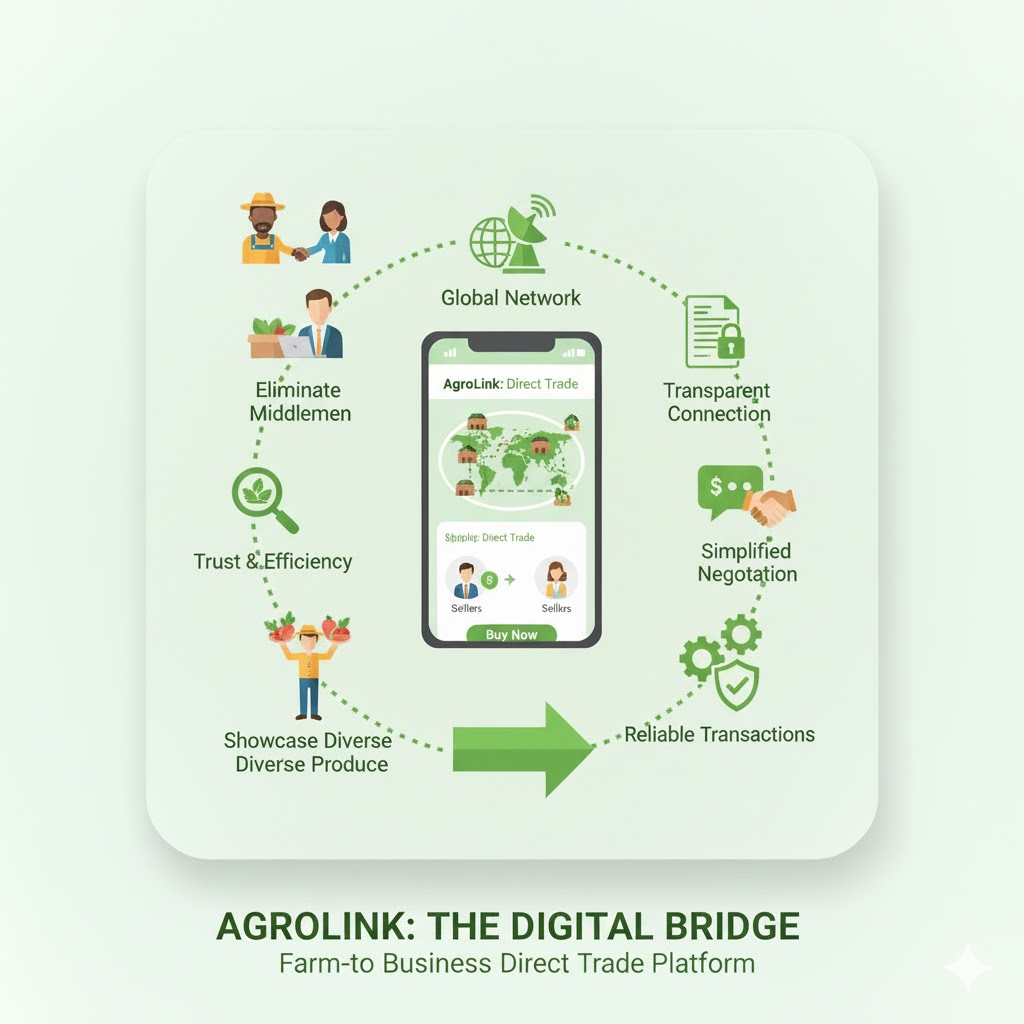 Global Network
Eliminate
Middlemen
Transparent
Connection
AgroLink: Direct Trade
Trust & Efficiency
Simplified
Negotation
Direct Trade
Sellers
Sellkrs
Buy Now
Showcase Diverse
Diverse Produce
Reliable Transactions
$
8
AGROLINK: THE DIGITAL BRIDGE
Farm-to Business Direct Trade Platform